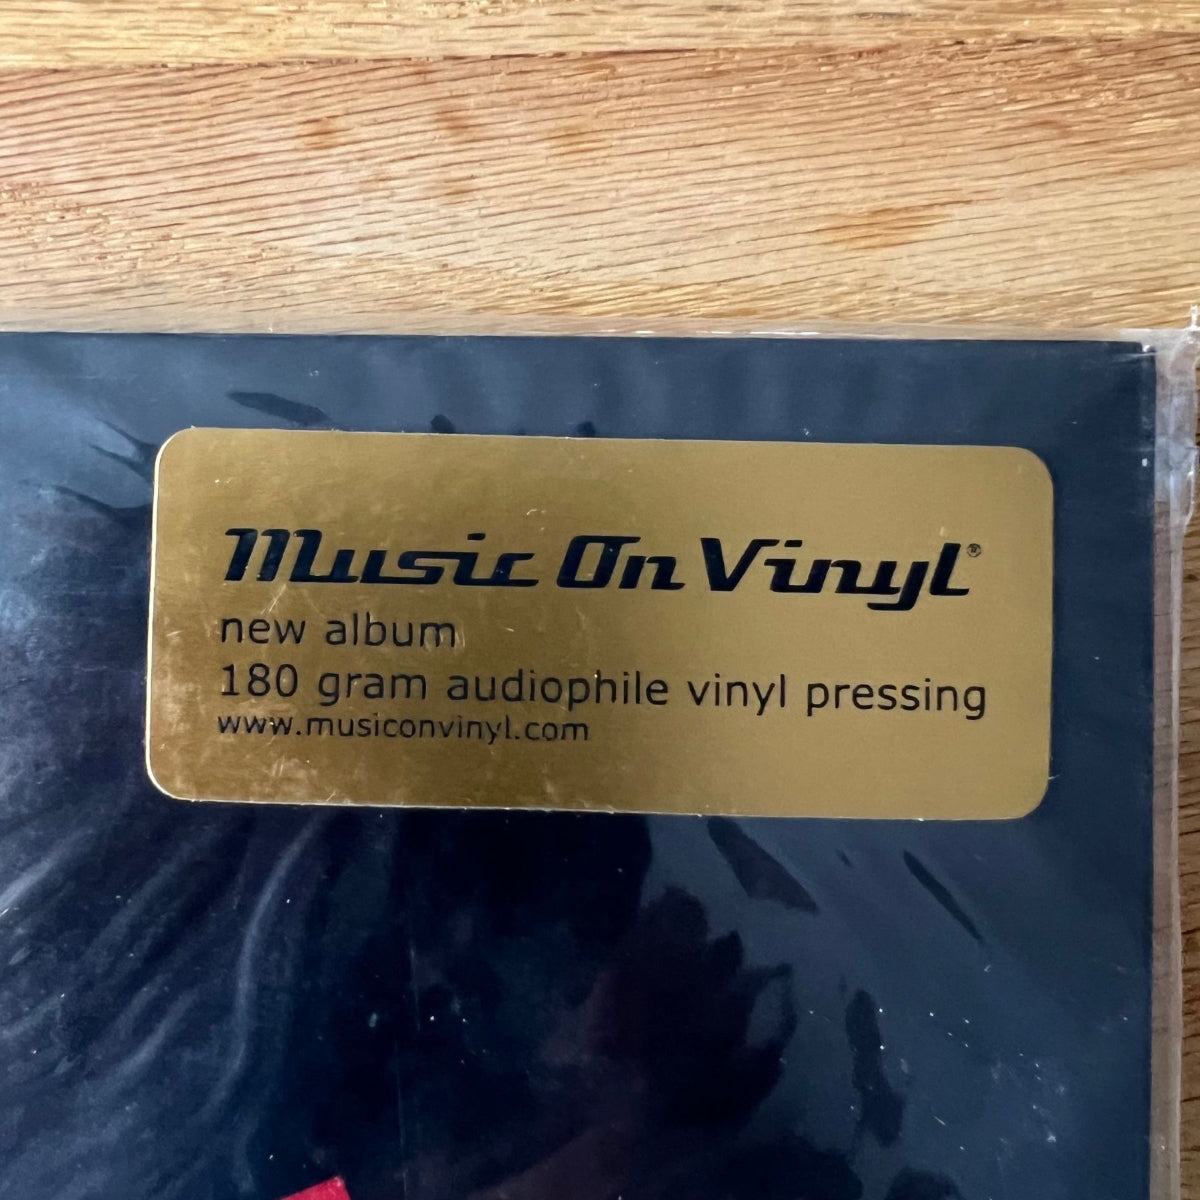 Music On Vinyl®
new album
180 gram audiophile vinyl pressing
www.musiconvinyl.com